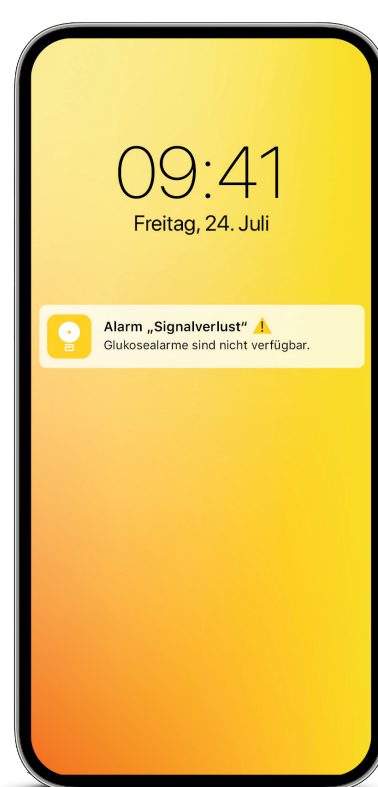 09:41
Freitag, 24. Juli
Alarm „Signalverlust“ ⚠️
Glukosealarme sind nicht verfügbar.